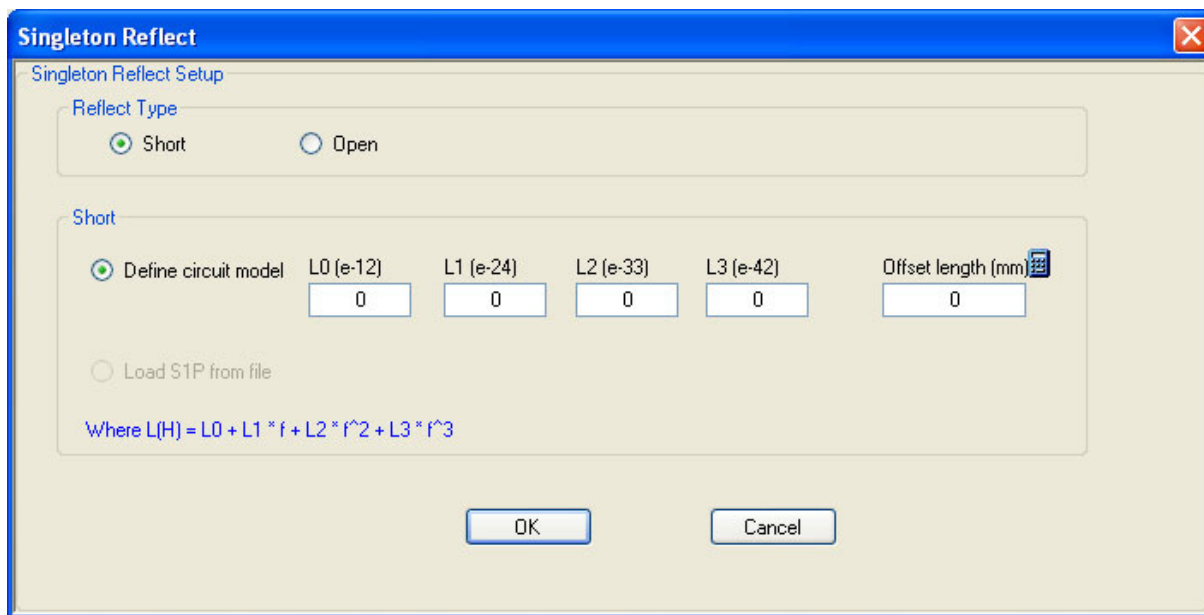 Singleton Reflect
Singleton Reflect Setup
Reflect Type
Short Open
Short
Define circuit model L0 (e-12) L1 (e-24) L2 (e-33) L3 (e-42) Offset length (mm)
0 0 0 0 0
Load S1P from file
Where L(H) = L0 + L1 * f + L2 * f^2 + L3 * f^3
OK Cancel